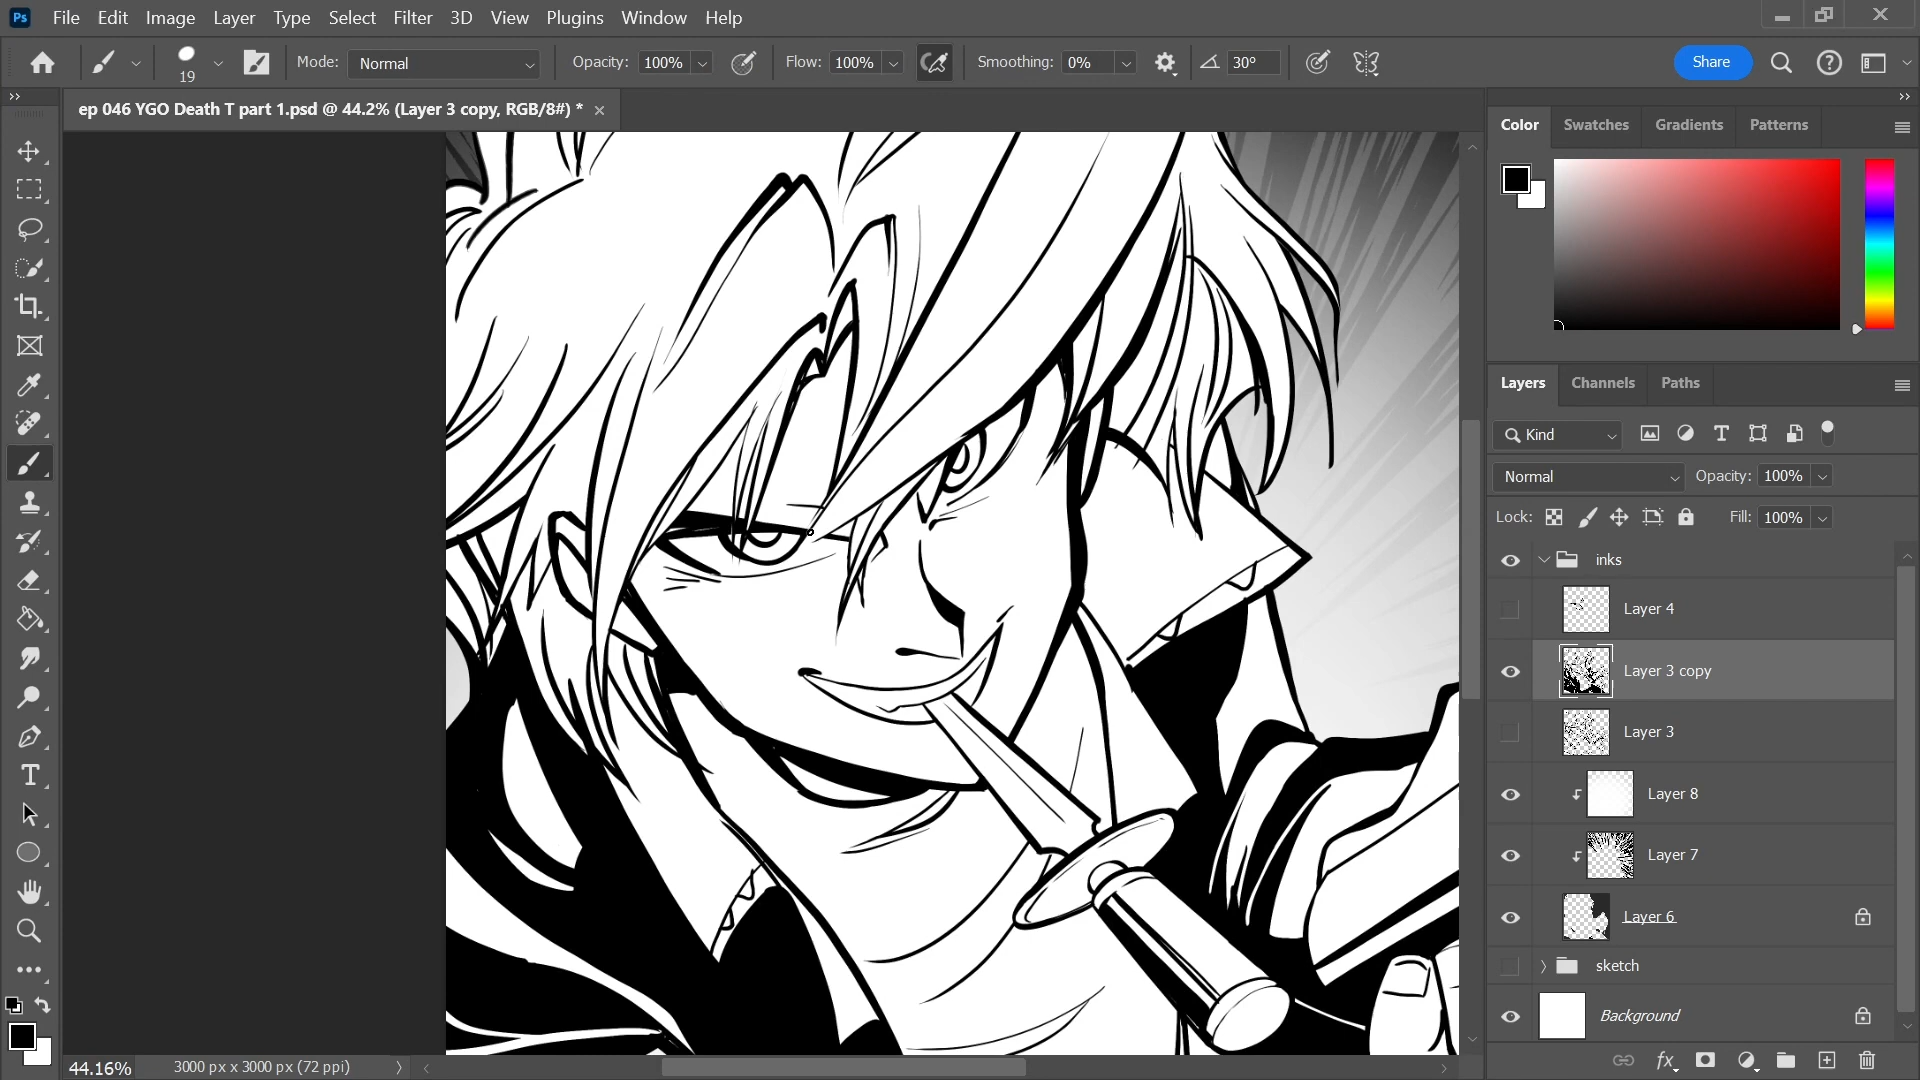 Ps File Edit Image Layer Type Select Filter 3D View Plugins Window Help
19 Mode: Normal Opacity: 100% Flow: 100% Smoothing: 0% 30° Share
ep 046 YGO Death T part 1.psd @ 44.2% (Layer 3 copy, RGB/8#) *
Color Swatches Gradients Patterns
Layers Channels Paths
Kind
Normal Opacity: 100%
Lock: Fill: 100%
inks
Layer 4
Layer 3 copy
Layer 3
Layer 8
Layer 7
Layer 6
sketch
Background
44.16% 3000 px x 3000 px (72 ppi)